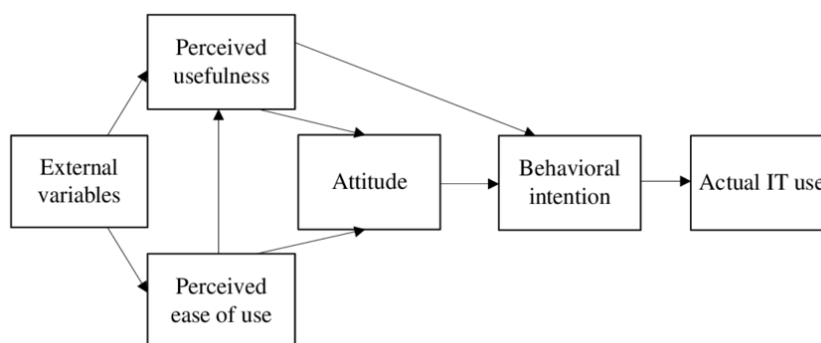 Perceived
usefulness
External
variables
Attitude
Behavioral
intention
Actual IT use
Perceived
ease of use